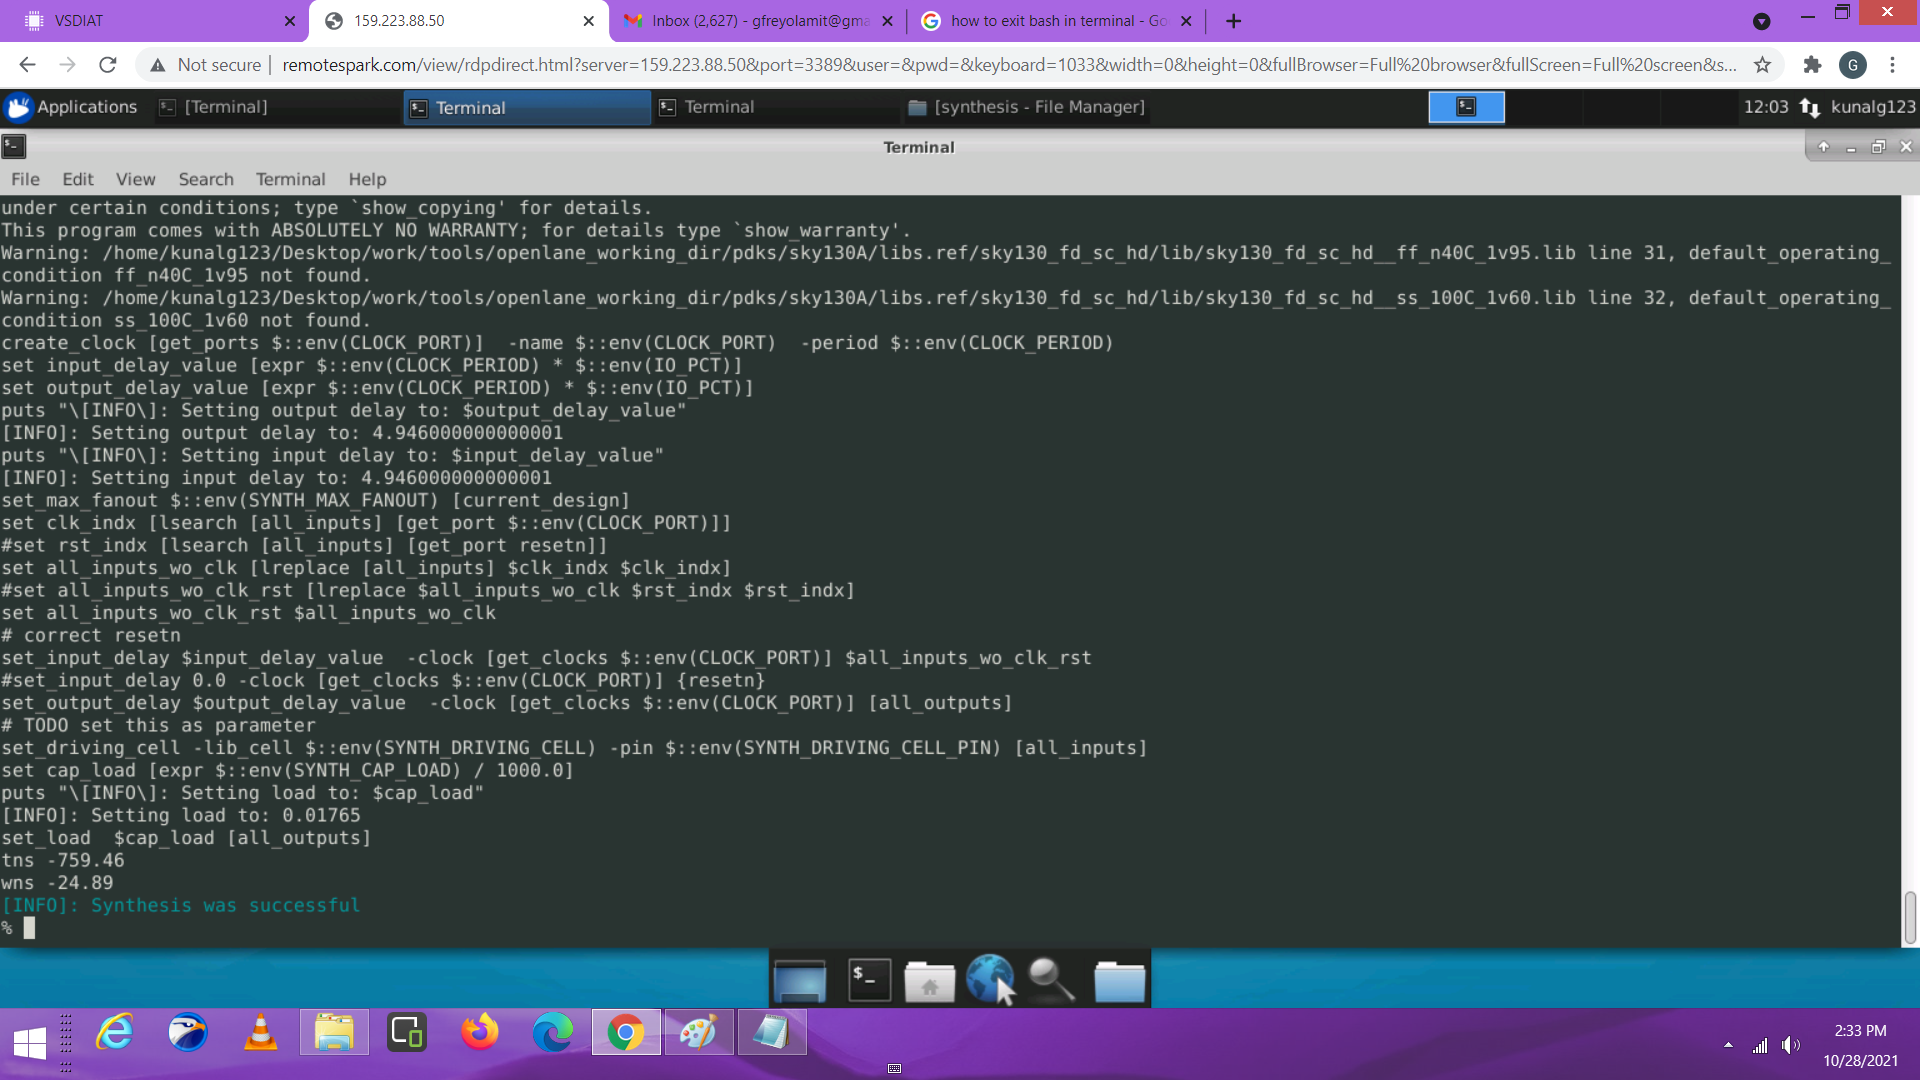 VSDIAT
159.223.88.50
Inbox (2,627) - gfreyolamit@gma
how to exit bash in terminal - Go
Not secure
remotespark.com/view/rdpdirect.html?server=159.223.88.50&port=3389&user=&pwd=&keyboard=1033&width=0&height=0&fullBrowser=Full%20browser&fullScreen=Full%20screen&s...
G
Applications
[Terminal]
Terminal
Terminal
[synthesis - File Manager]
12:03
kunalg123
Terminal
File Edit View Search Terminal Help
under certain conditions; type `show_copying' for details.
This program comes with ABSOLUTELY NO WARRANTY; for details type `show_warranty'.
Warning: /home/kunalg123/Desktop/work/tools/openlane_working_dir/pdks/sky130A/libs.ref/sky130_fd_sc_hd/lib/sky130_fd_sc_hd__ff_n40C_1v95.lib line 31, default_operating_
condition ff_n40C_1v95 not found.
Warning: /home/kunalg123/Desktop/work/tools/openlane_working_dir/pdks/sky130A/libs.ref/sky130_fd_sc_hd/lib/sky130_fd_sc_hd__ss_100C_1v60.lib line 32, default_operating_
condition ss_100C_1v60 not found.
create_clock [get_ports $::env(CLOCK_PORT)]  -name $::env(CLOCK_PORT)  -period $::env(CLOCK_PERIOD)
set input_delay_value [expr $::env(CLOCK_PERIOD) * $::env(IO_PCT)]
set output_delay_value [expr $::env(CLOCK_PERIOD) * $::env(IO_PCT)]
puts "\[INFO\]: Setting output delay to: $output_delay_value"
[INFO]: Setting output delay to: 4.946000000000001
puts "\[INFO\]: Setting input delay to: $input_delay_value"
[INFO]: Setting input delay to: 4.946000000000001
set_max_fanout $::env(SYNTH_MAX_FANOUT) [current_design]
set clk_indx [lsearch [all_inputs] [get_port $::env(CLOCK_PORT)]]
#set rst_indx [lsearch [all_inputs] [get_port resetn]]
set all_inputs_wo_clk [lreplace [all_inputs] $clk_indx $clk_indx]
#set all_inputs_wo_clk_rst [lreplace $all_inputs_wo_clk $rst_indx $rst_indx]
set all_inputs_wo_clk_rst $all_inputs_wo_clk
# correct resetn
set_input_delay $input_delay_value  -clock [get_clocks $::env(CLOCK_PORT)] $all_inputs_wo_clk_rst
#set_input_delay 0.0 -clock [get_clocks $::env(CLOCK_PORT)] {resetn}
set_output_delay $output_delay_value  -clock [get_clocks $::env(CLOCK_PORT)] [all_outputs]
# TODO set this as parameter
set_driving_cell -lib_cell $::env(SYNTH_DRIVING_CELL) -pin $::env(SYNTH_DRIVING_CELL_PIN) [all_inputs]
set cap_load [expr $::env(SYNTH_CAP_LOAD) / 1000.0]
puts "\[INFO\]: Setting load to: $cap_load"
[INFO]: Setting load to: 0.01765
set_load  $cap_load [all_outputs]
tns -759.46
wns -24.89
[INFO]: Synthesis was successful
%
2:33 PM
10/28/2021